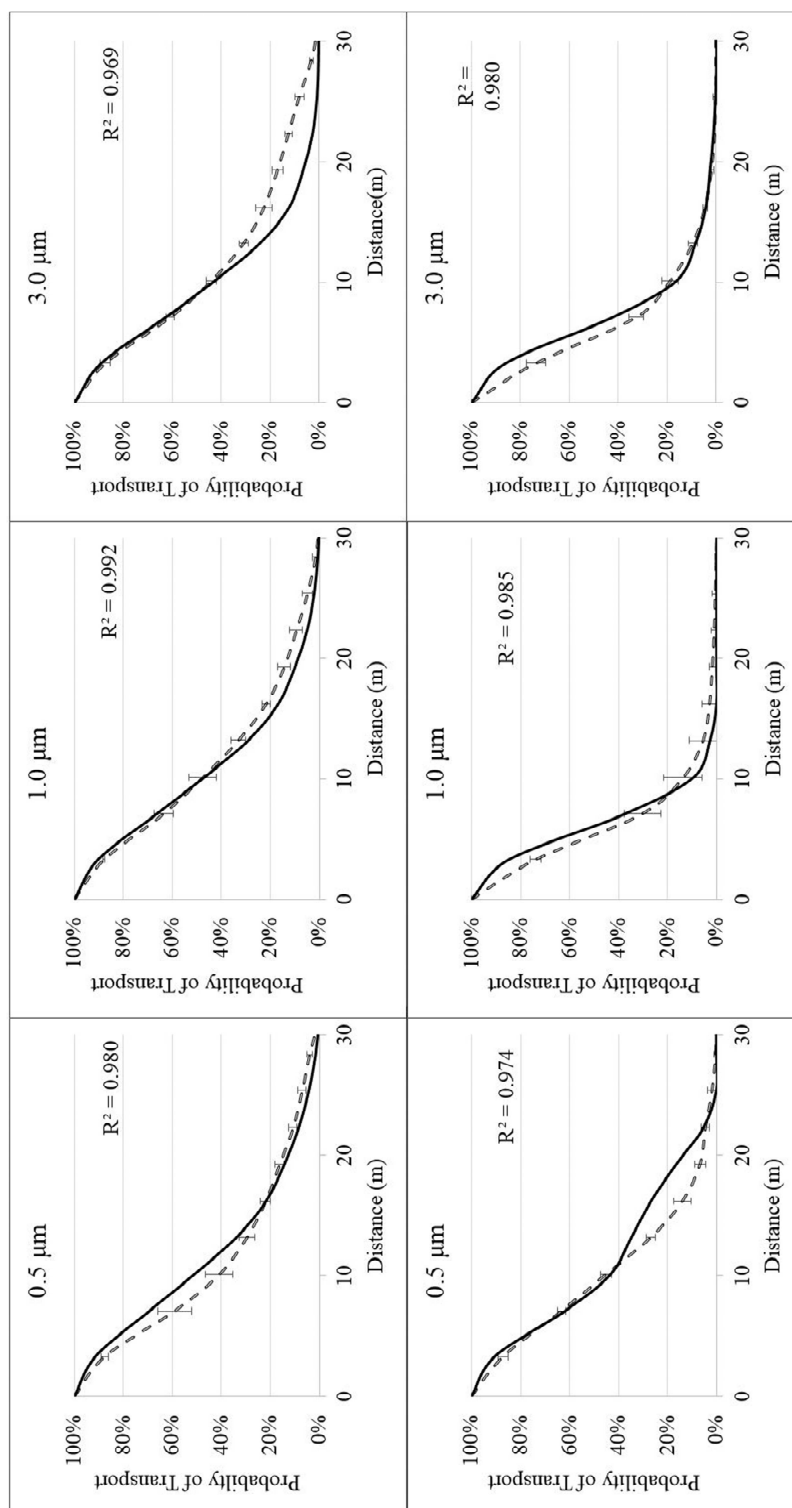 0.5 µm
R² = 0.980
100%
80%
60%
40%
20%
0%
Probability of Transport
0
10
20
30
Distance (m)
1.0 µm
R² = 0.992
100%
80%
60%
40%
20%
0%
Probability of Transport
0
10
20
30
Distance (m)
3.0 µm
R² = 0.969
100%
80%
60%
40%
20%
0%
Probability of Transport
0
10
20
30
Distance(m)
0.5 µm
R² = 0.974
100%
80%
60%
40%
20%
0%
Probability of Transport
0
10
20
30
Distance (m)
1.0 µm
R² = 0.985
100%
80%
60%
40%
20%
0%
Probability of Transport
0
10
20
30
Distance (m)
3.0 µm
R² =
0.980
100%
80%
60%
40%
20%
0%
Probability of Transport
0
10
20
30
Distance (m)